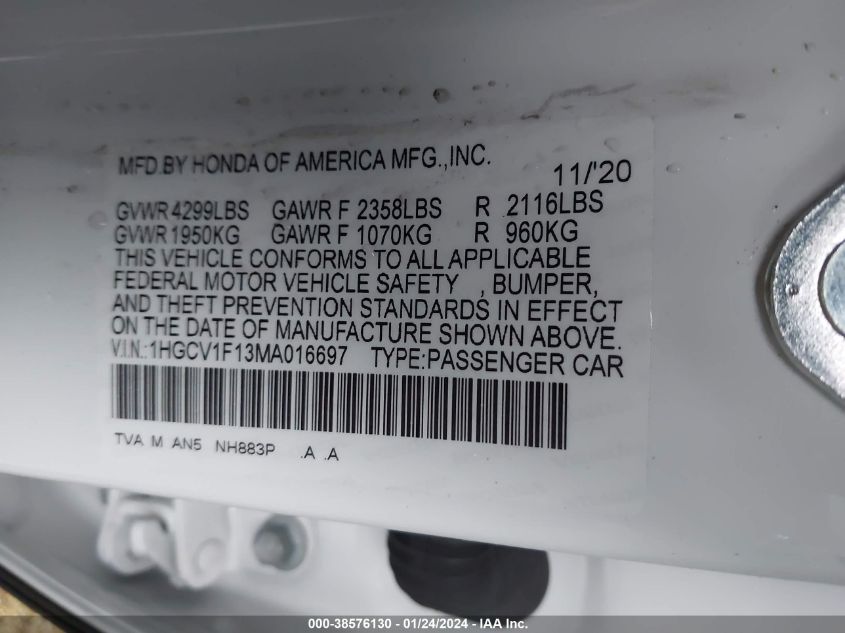 MFD.BY HONDA OF AMERICA MFG.,INC. 11/'20
GVWR 4299LBS GAWR F 2358LBS R 2116LBS
GVWR 1950KG GAWR F 1070KG R 960KG
THIS VEHICLE CONFORMS TO ALL APPLICABLE
FEDERAL MOTOR VEHICLE SAFETY , BUMPER,
AND THEFT PREVENTION STANDARDS IN EFFECT
ON THE DATE OF MANUFACTURE SHOWN ABOVE.
V.I.N.:1HGCV1F13MA016697 TYPE:PASSENGER CAR
TVA M AN5 NH883P .A .A
000-38576130 - 01/24/2024 - IAA Inc.